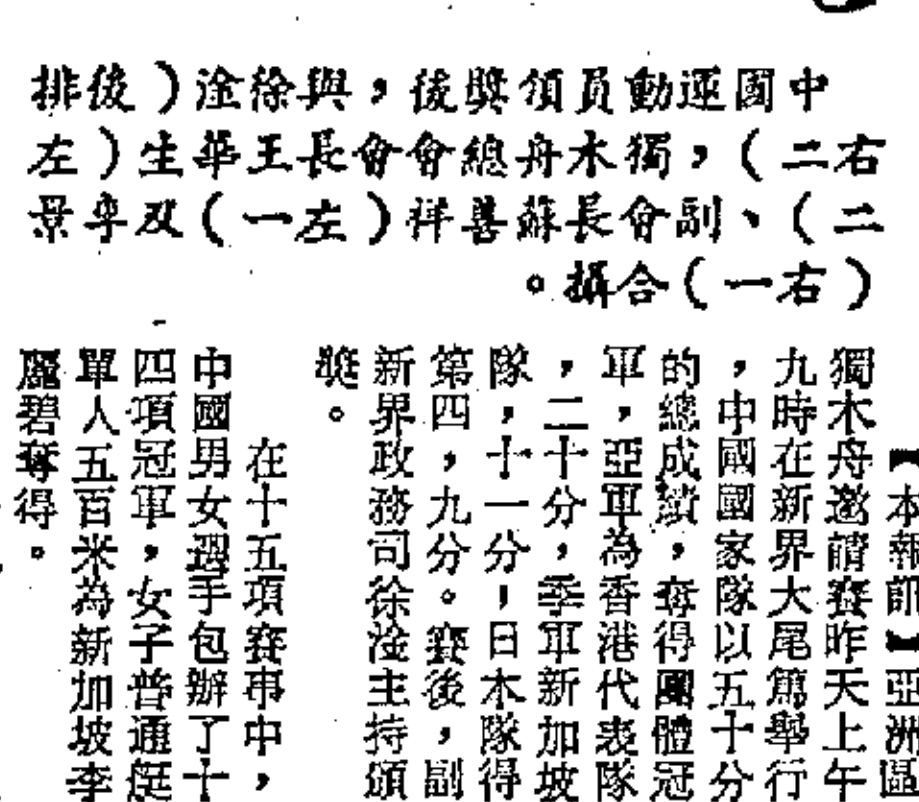 中國運動員領獎後，與徐淦（後排
右二），獨木舟總會會長王華生（左
二）、副會長蘇善祥（左一）双李景
（右一）合攝。
【本報訊】亞洲區
獨木舟邀請賽昨天上午
九時在新界大尾篤舉行
，中國國家隊以五十分
的總成績，奪得團體冠
軍，亞軍為香港代表隊
，二十分，季軍新加坡
隊，十一分，日本隊得
第四，九分。賽後，副
新界政務司徐淦主持頒
獎。
在十五項賽事中，
中國男女選手包辦了十
四項冠軍，女子普通艇
單人五百米為新加坡李
麗碧奪得。